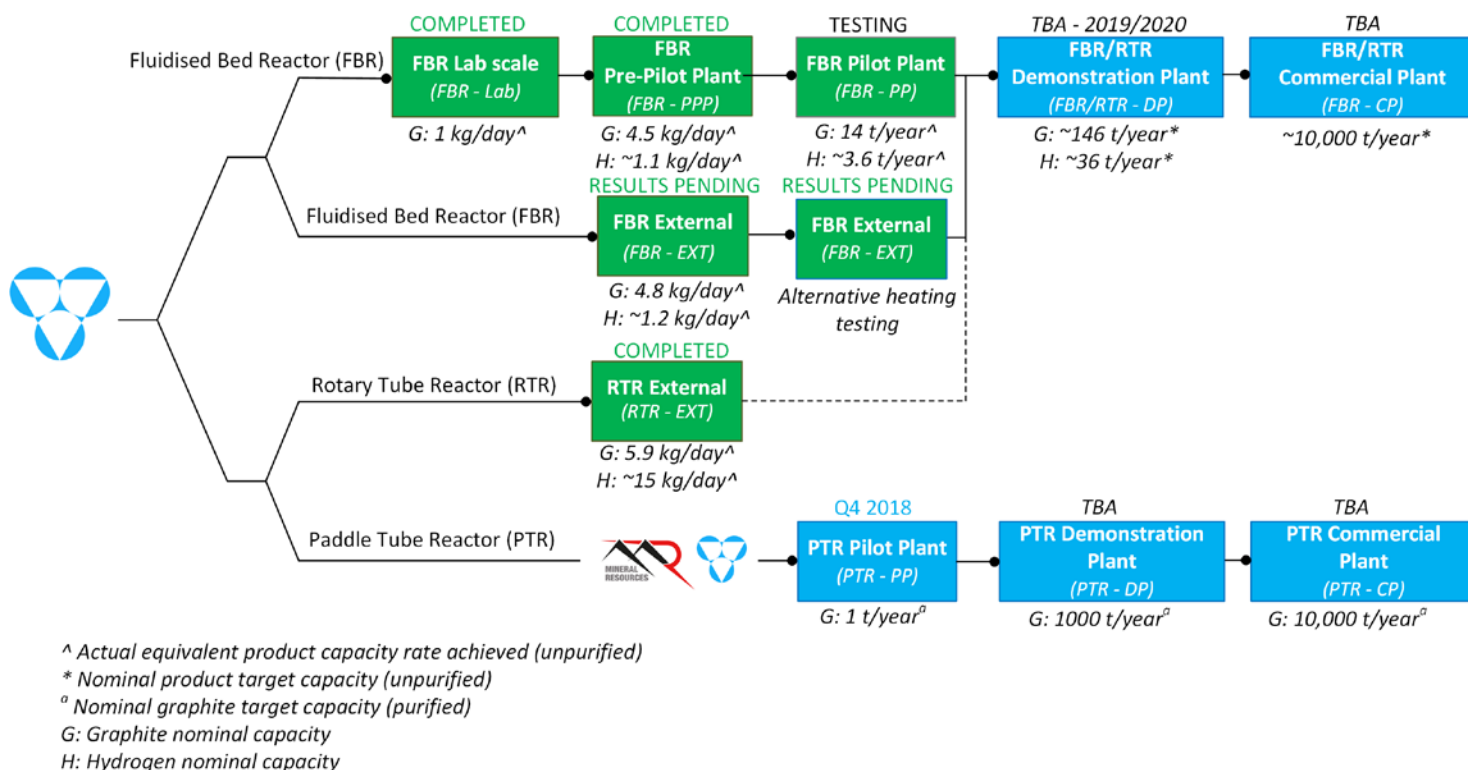 COMPLETED
COMPLETED
TESTING
TBA - 2019/2020
TBA
Fluidised Bed Reactor (FBR)
FBR Lab scale
(FBR - Lab)
G: 1 kg/day^
FBR
Pre-Pilot Plant
(FBR - PPP)
G: 4.5 kg/day^
H: ~1.1 kg/day^
FBR Pilot Plant
(FBR - PP)
G: 14 t/year^
H: ~3.6 t/year^
FBR/RTR
Demonstration Plant
(FBR/RTR - DP)
G: ~146 t/year*
H: ~36 t/year*
FBR/RTR
Commercial Plant
(FBR - CP)
~10,000 t/year*
RESULTS PENDING
RESULTS PENDING
Fluidised Bed Reactor (FBR)
FBR External
(FBR - EXT)
G: 4.8 kg/day^
H: ~1.2 kg/day^
FBR External
(FBR - EXT)
Alternative heating
testing
COMPLETED
Rotary Tube Reactor (RTR)
RTR External
(RTR - EXT)
G: 5.9 kg/day^
H: ~15 kg/day^
Q4 2018
TBA
TBA
Paddle Tube Reactor (PTR)
MINERAL
RESOURCES
PTR Pilot Plant
(PTR - PP)
G: 1 t/yearᵅ
PTR Demonstration
Plant
(PTR - DP)
G: 1000 t/yearᵅ
PTR Commercial
Plant
(PTR - CP)
G: 10,000 t/yearᵅ
^ Actual equivalent product capacity rate achieved (unpurified)
* Nominal product target capacity (unpurified)
ᵅ Nominal graphite target capacity (purified)
G: Graphite nominal capacity
H: Hydrogen nominal capacity